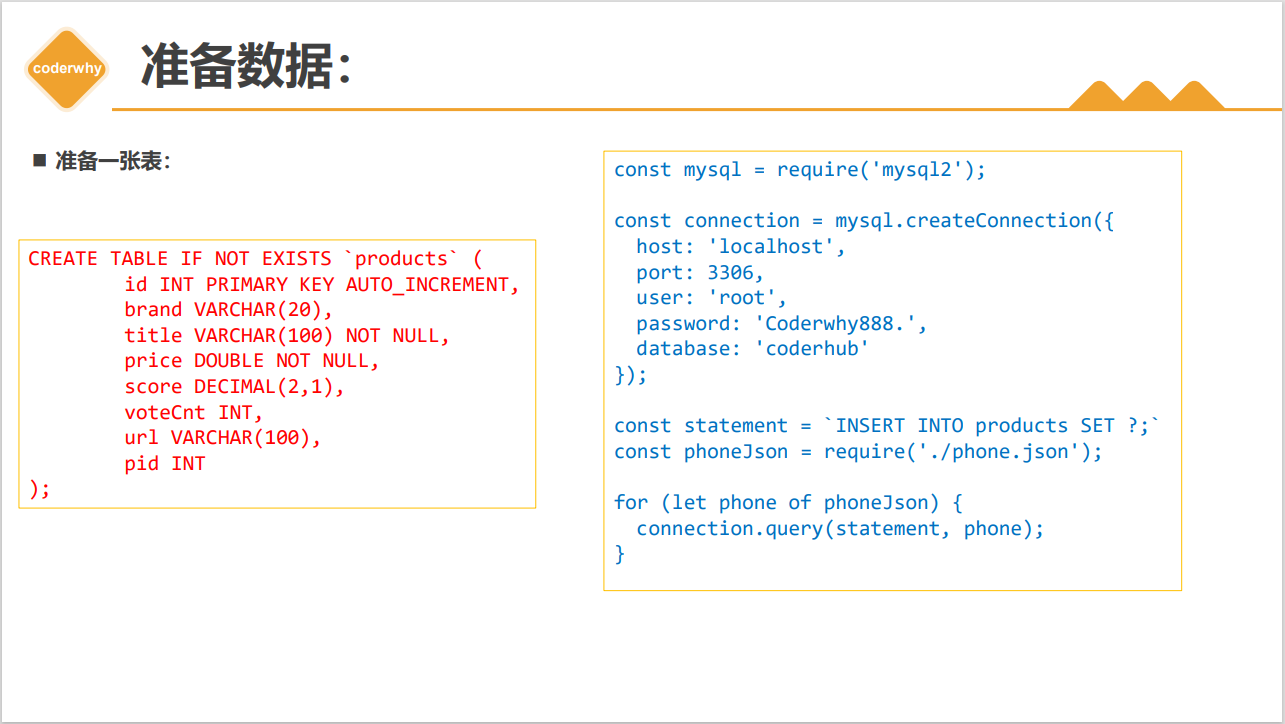 coderwhy
准备数据：
■ 准备一张表：
CREATE TABLE IF NOT EXISTS `products` (
id INT PRIMARY KEY AUTO_INCREMENT,
brand VARCHAR(20),
title VARCHAR(100) NOT NULL,
price DOUBLE NOT NULL,
score DECIMAL(2,1),
voteCnt INT,
url VARCHAR(100),
pid INT
);
const mysql = require('mysql2');
const connection = mysql.createConnection({
host: 'localhost',
port: 3306,
user: 'root',
password: 'Coderwhy888.',
database: 'coderhub'
});
const statement = `INSERT INTO products SET ?;`
const phoneJson = require('./phone.json');
for (let phone of phoneJson) {
connection.query(statement, phone);
}